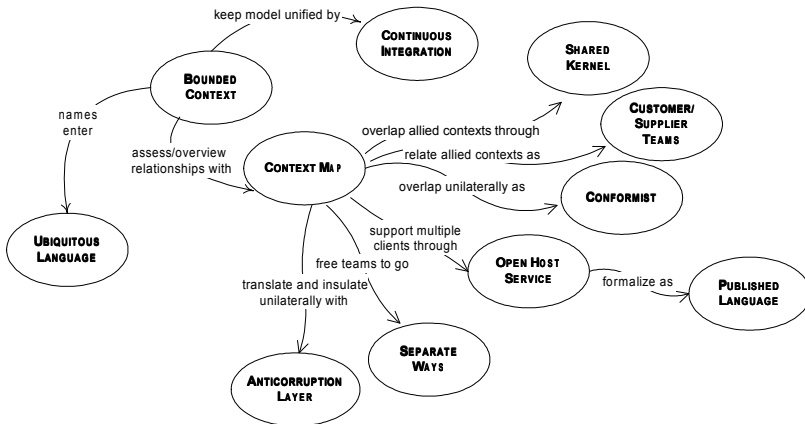 keep model unified by
CONTINUOUS
INTEGRATION
SHARED
KERNEL
BOUNDED
CONTEXT
names
enter
CUSTOMER/
SUPPLIER
TEAMS
overlap allied contexts through
assess/overview
relationships with
CONTEXT MAP
relate allied contexts as
overlap unilaterally as
CONFORMIST
UBIQUITOUS
LANGUAGE
support multiple
clients through
OPEN HOST
SERVICE
free teams to go
formalize as
PUBLISHED
LANGUAGE
translate and insulate
unilaterally with
SEPARATE
WAYS
ANTICORRUPTION
LAYER